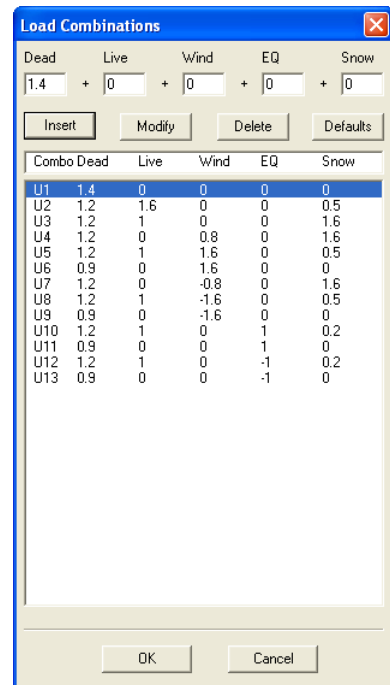 Load Combinations
Dead Live Wind EQ Snow
1.4 + 0 + 0 + 0 + 0
Insert Modify Delete Defaults
Combo Dead Live Wind EQ Snow
U1 1.4 0 0 0 0
U2 1.2 1.6 0 0 0.5
U3 1.2 1 0 0 1.6
U4 1.2 0 0.8 0 1.6
U5 1.2 1 1.6 0 0.5
U6 0.9 0 1.6 0 0
U7 1.2 0 -0.8 0 1.6
U8 1.2 1 -1.6 0 0.5
U9 0.9 0 -1.6 0 0
U10 1.2 1 0 1 0.2
U11 0.9 0 0 1 0
U12 1.2 1 0 -1 0.2
U13 0.9 0 0 -1 0
OK Cancel